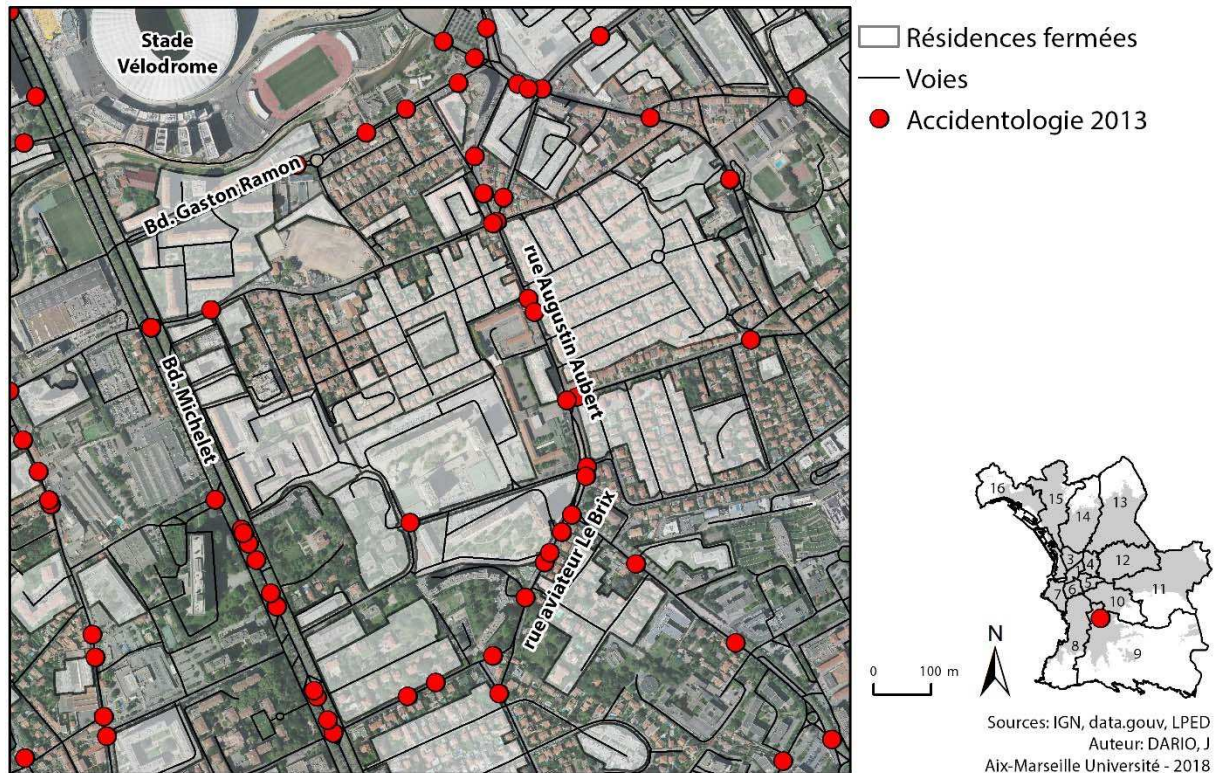 Stade
Vélodrome
Bd. Gaston Ramon
rue Augustin Aubert
Bd. Michelet
rue aviateur Le Brix
Résidences fermées
Voies
Accidentologie 2013
16
15
14
13
3
4
12
11
7
6
5
10
8
9
N
0 100 m
Sources: IGN, data.gouv, LPED
Auteur: DARIO, J
Aix-Marseille Université - 2018